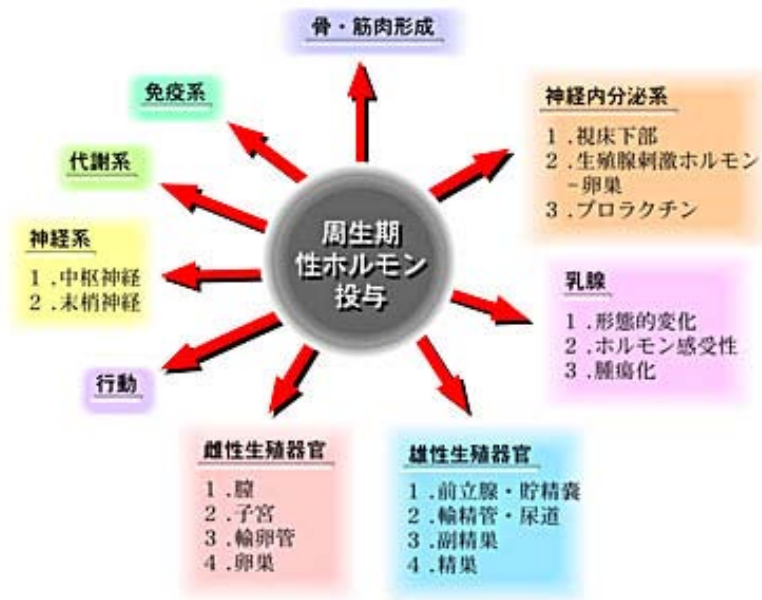 骨・筋肉形成
免疫系
代謝系
神経系
1．中枢神経
2．末梢神経
行動
周生期
性ホルモン
投与
神経内分泌系
1．視床下部
2．生殖腺刺激ホルモン
－卵巣
3．プロラクチン
乳腺
1．形態的変化
2．ホルモン感受性
3．腫瘍化
雌性生殖器官
1．膣
2．子宮
3．輸卵管
4．卵巣
雄性生殖器官
1．前立腺・貯精嚢
2．輸精管・尿道
3．副精巣
4．精巣